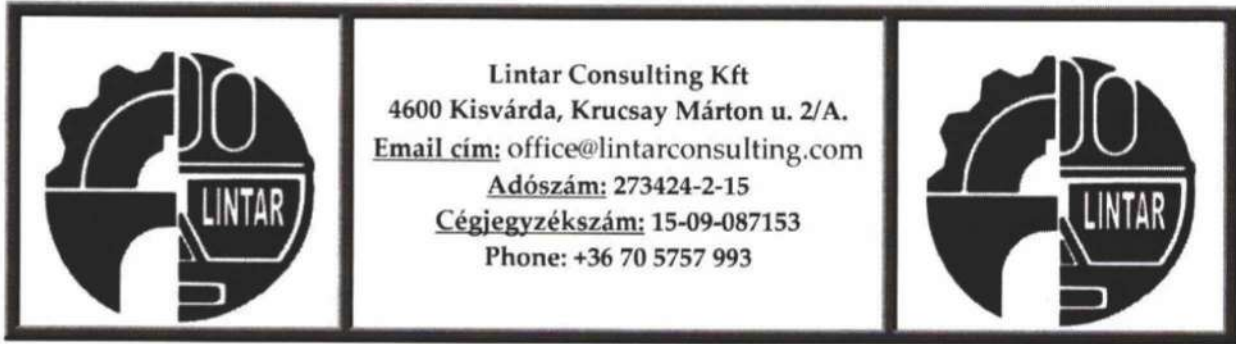 Lintar Consulting Kft
4600 Kisvárda, Krucsay Márton u. 2/A.
Email cím: office@lintarconsulting.com
Adószám: 273424-2-15
Cégjegyzékszám: 15-09-087153
Phone: +36 70 5757 993
LINTAR
LINTAR